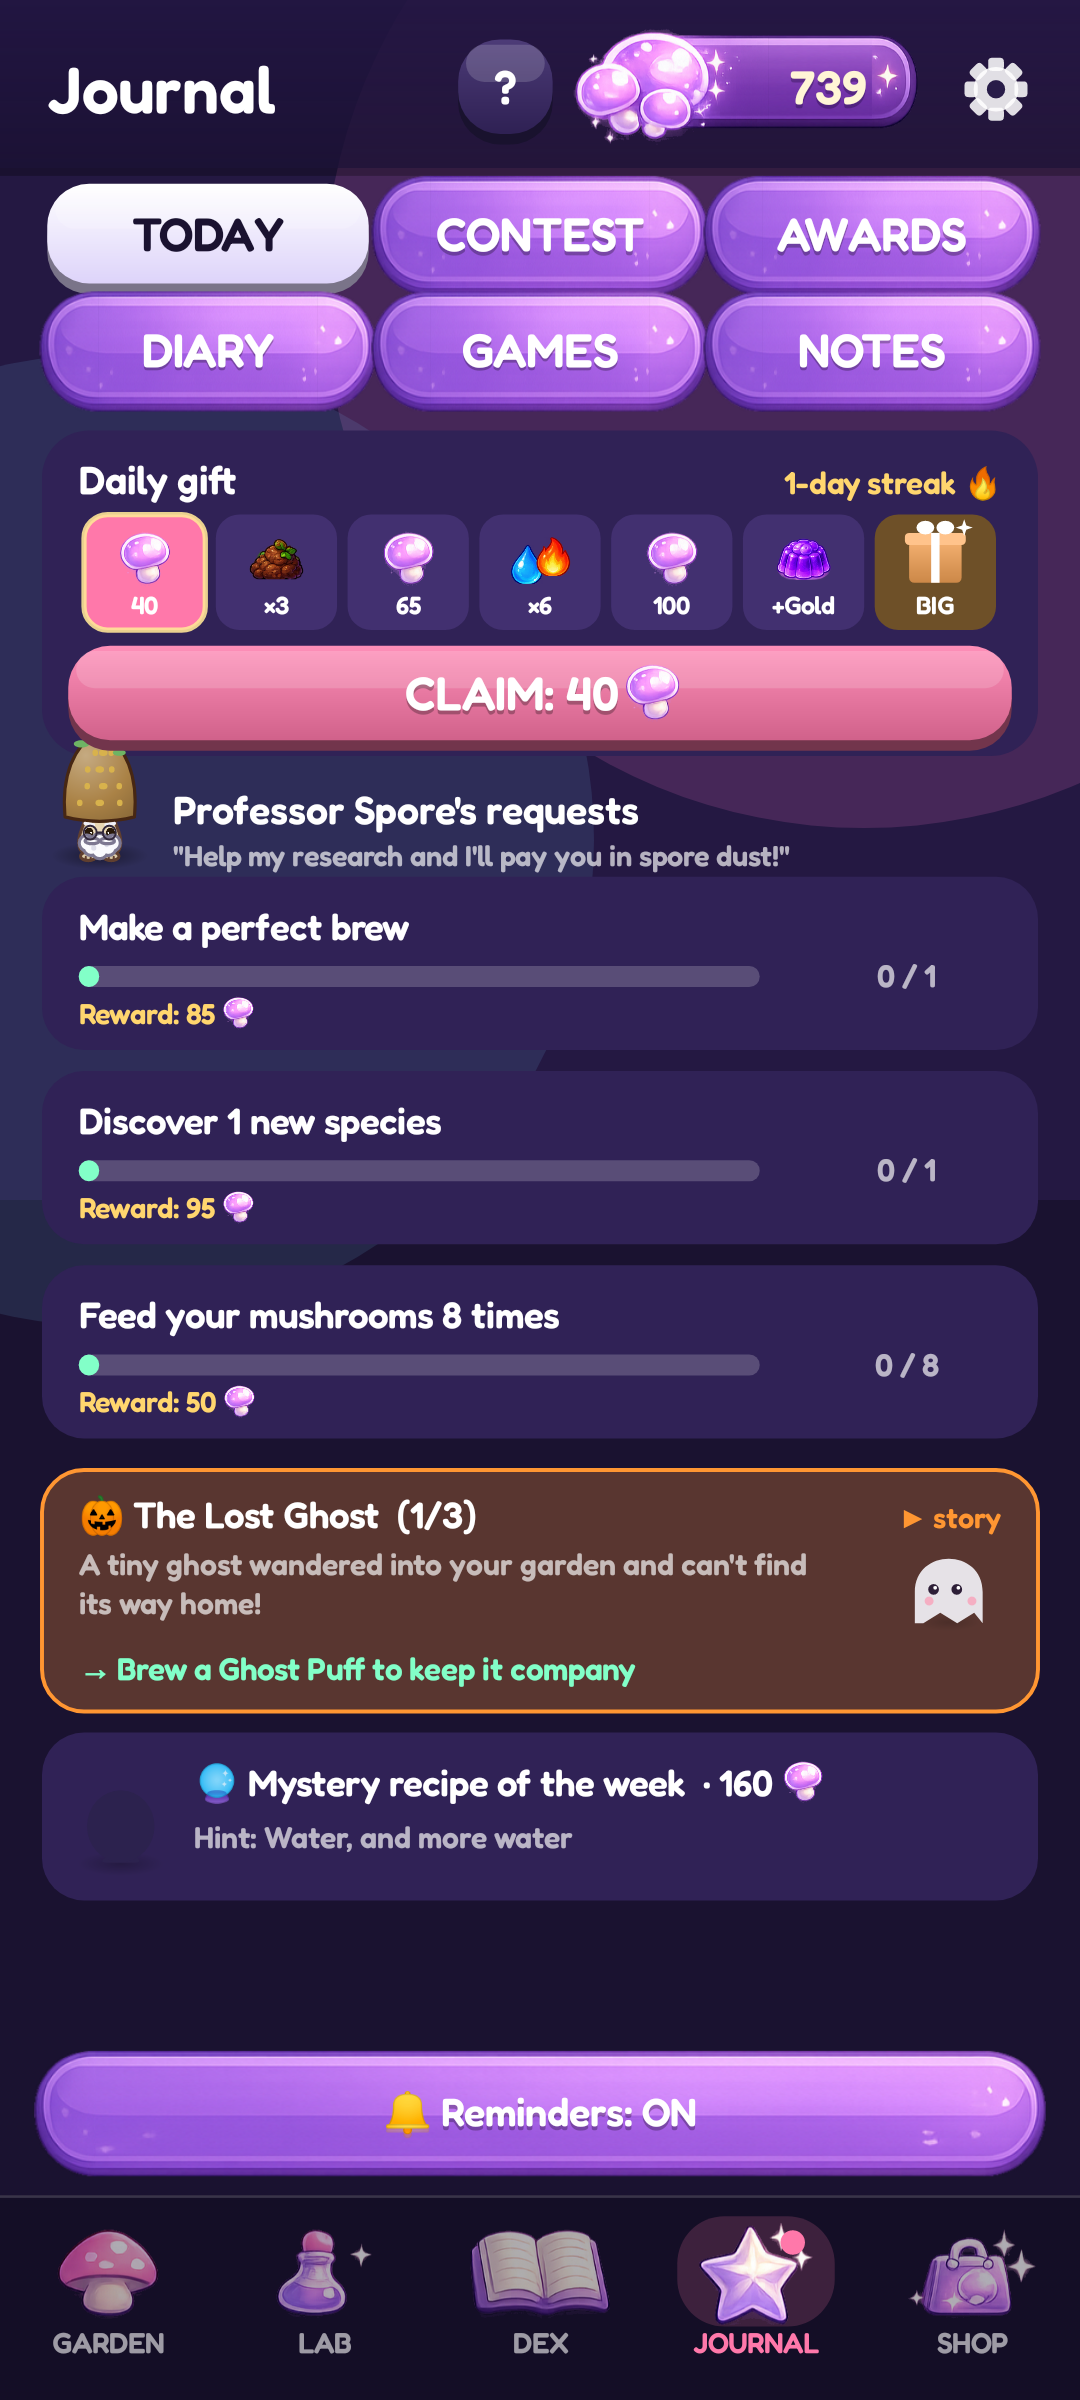 Journal
?
739
TODAY
CONTEST
AWARDS
DIARY
GAMES
NOTES
Daily gift
1-day streak 🔥
40
x3
65
x6
100
+Gold
BIG
CLAIM: 40
Professor Spore's requests
"Help my research and I'll pay you in spore dust!"
Make a perfect brew
0 / 1
Reward: 85
Discover 1 new species
0 / 1
Reward: 95
Feed your mushrooms 8 times
0 / 8
Reward: 50
🎃 The Lost Ghost (1/3)
► story
A tiny ghost wandered into your garden and can't find
its way home!
→ Brew a Ghost Puff to keep it company
🔮 Mystery recipe of the week · 160
Hint: Water, and more water
🔔 Reminders: ON
GARDEN
LAB
DEX
JOURNAL
SHOP